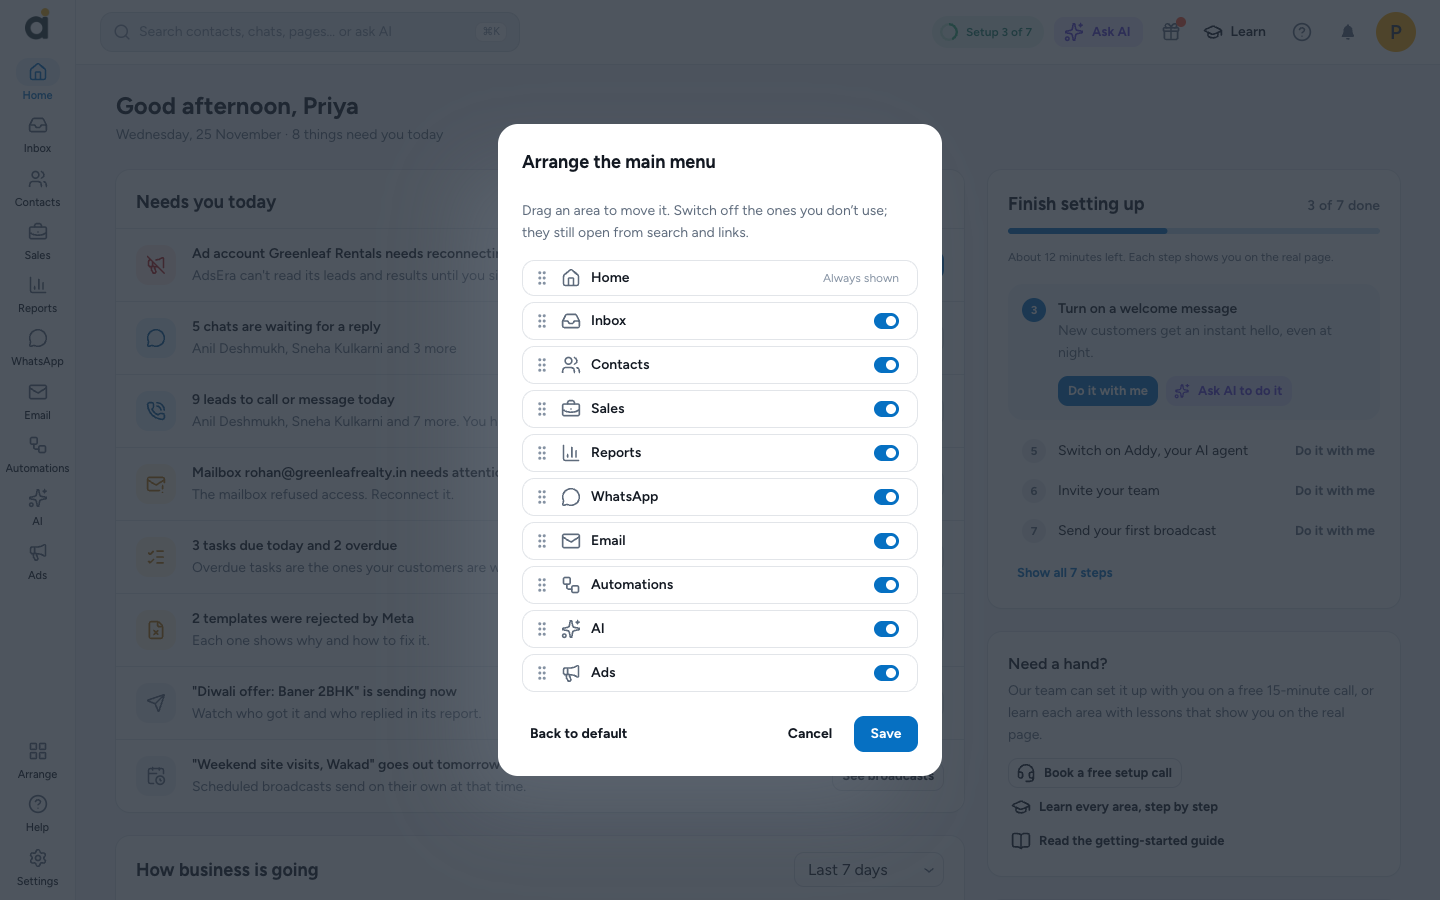 Search contacts, chats, pages... or ask AI
⌘K
Setup 3 of 7
Ask AI
Learn
P
Home
Inbox
Contacts
Sales
Reports
WhatsApp
Email
Automations
AI
Ads
Arrange
Help
Settings
Good afternoon, Priya
Wednesday, 25 November · 8 things need you today
Needs you today
Ad account Greenleaf Rentals needs reconnectin
AdsEra can't read its leads and results until you
5 chats are waiting for a reply
Anil Deshmukh, Sneha Kulkarni and 3 more
9 leads to call or message today
Anil Deshmukh, Sneha Kulkarni and 7 more. You
Mailbox rohan@greenleafrealty.in needs
The mailbox refused access. Reconnect it.
3 tasks due today and 2 overdue
Overdue tasks are the ones your customers are
2 templates were rejected by Meta
Each one shows why and how to fix it.
"Diwali offer: Baner 2BHK" is sending now
Watch who got it and who replied in its report.
"Weekend site visits, Wakad" goes out tomorrow
Scheduled broadcasts send on their own at that time.
See broadcasts
How business is going
Last 7 days
Arrange the main menu
Drag an area to move it. Switch off the ones you don't use;
they still open from search and links.
Home
Always shown
Inbox
Contacts
Sales
Reports
WhatsApp
Email
Automations
AI
Ads
Back to default
Cancel
Save
Finish setting up
3 of 7 done
About 12 minutes left. Each step shows you on the real page.
3
Turn on a welcome message
New customers get an instant hello, even at
night.
Do it with me
Ask AI to do it
5
Switch on Addy, your AI agent
Do it with me
6
Invite your team
Do it with me
7
Send your first broadcast
Do it with me
Show all 7 steps
Need a hand?
Our team can set it up with you on a free 15-minute call, or
learn each area with lessons that show you on the real
page.
Book a free setup call
Learn every area, step by step
Read the getting-started guide